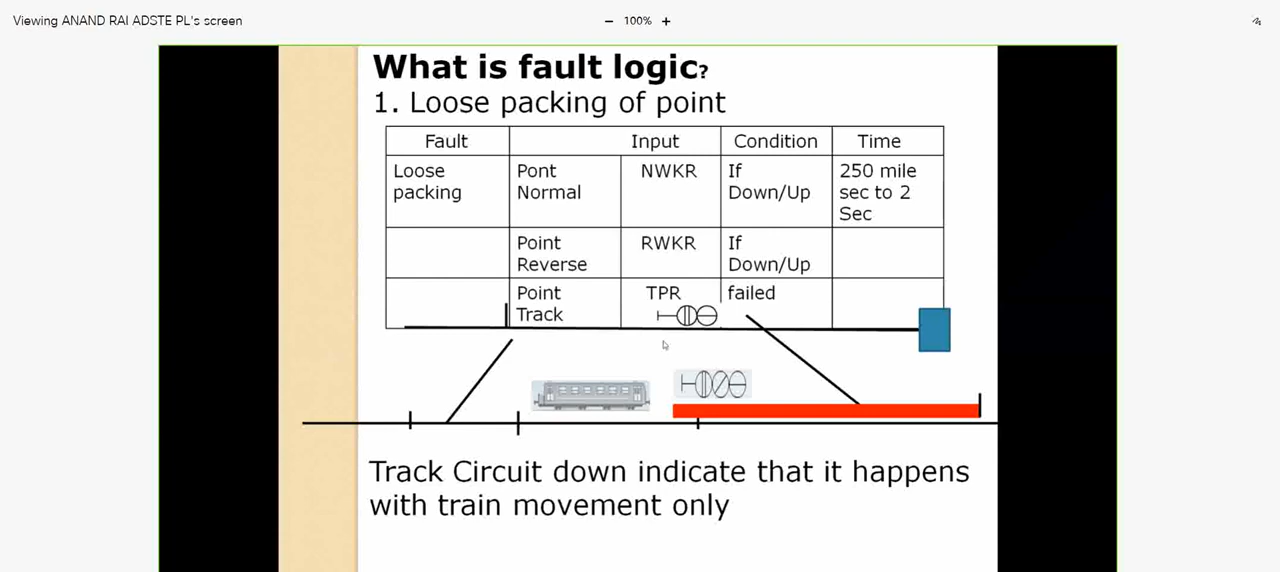 Viewing ANAND RAI ADSTE PL's screen
− 100% +
What is fault logic?
1. Loose packing of point
Fault Input Condition Time
Loose packing Pont Normal NWKR If Down/Up 250 mile sec to 2 Sec
Point Reverse RWKR If Down/Up
Point Track TPR failed
Track Circuit down indicate that it happens
with train movement only